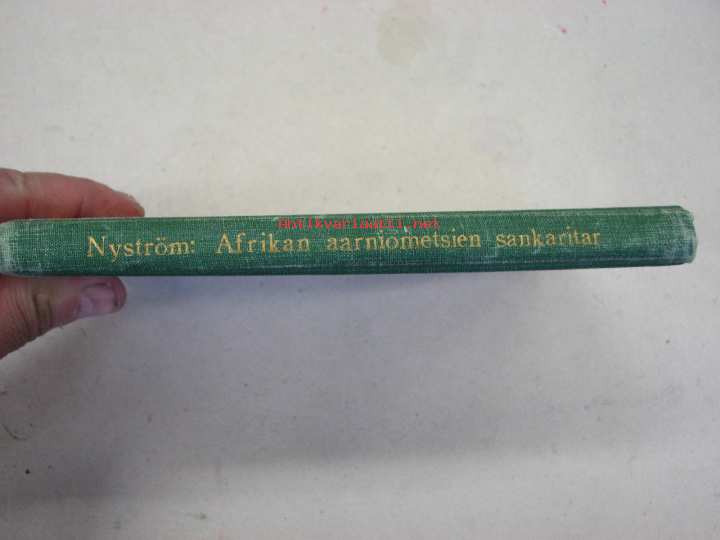 Antikvariaatti.net
Nyström: Afrikan aarniometsien sankaritar